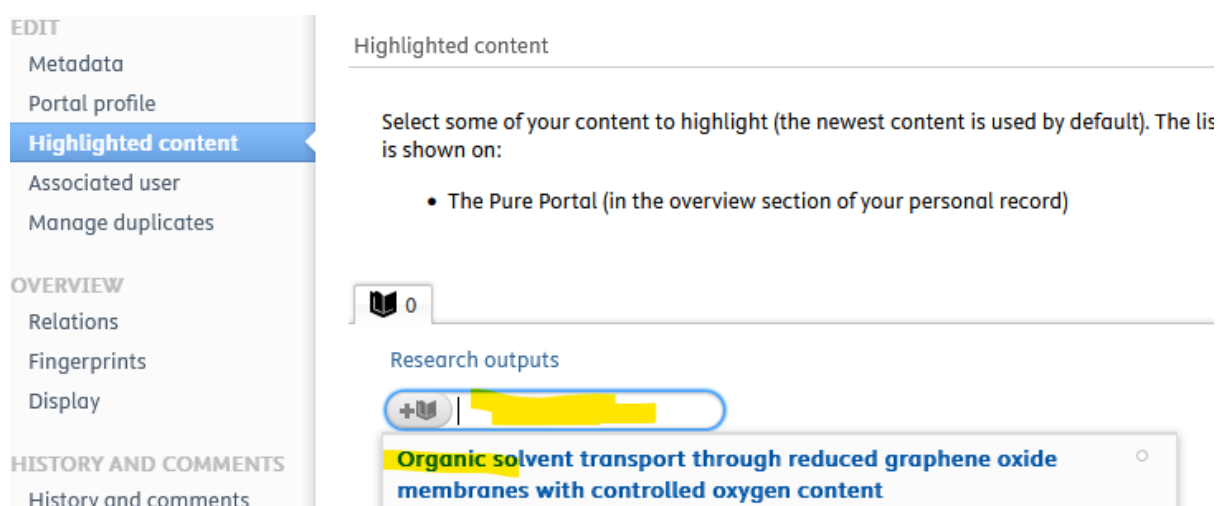 EDIT
Metadata
Portal profile
Highlighted content
Associated user
Manage duplicates
OVERVIEW
Relations
Fingerprints
Display
HISTORY AND COMMENTS
History and comments
Highlighted content
Select some of your content to highlight (the newest content is used by default). The lis
is shown on:
• The Pure Portal (in the overview section of your personal record)
0
Research outputs
+
Organic solvent transport through reduced graphene oxide
membranes with controlled oxygen content